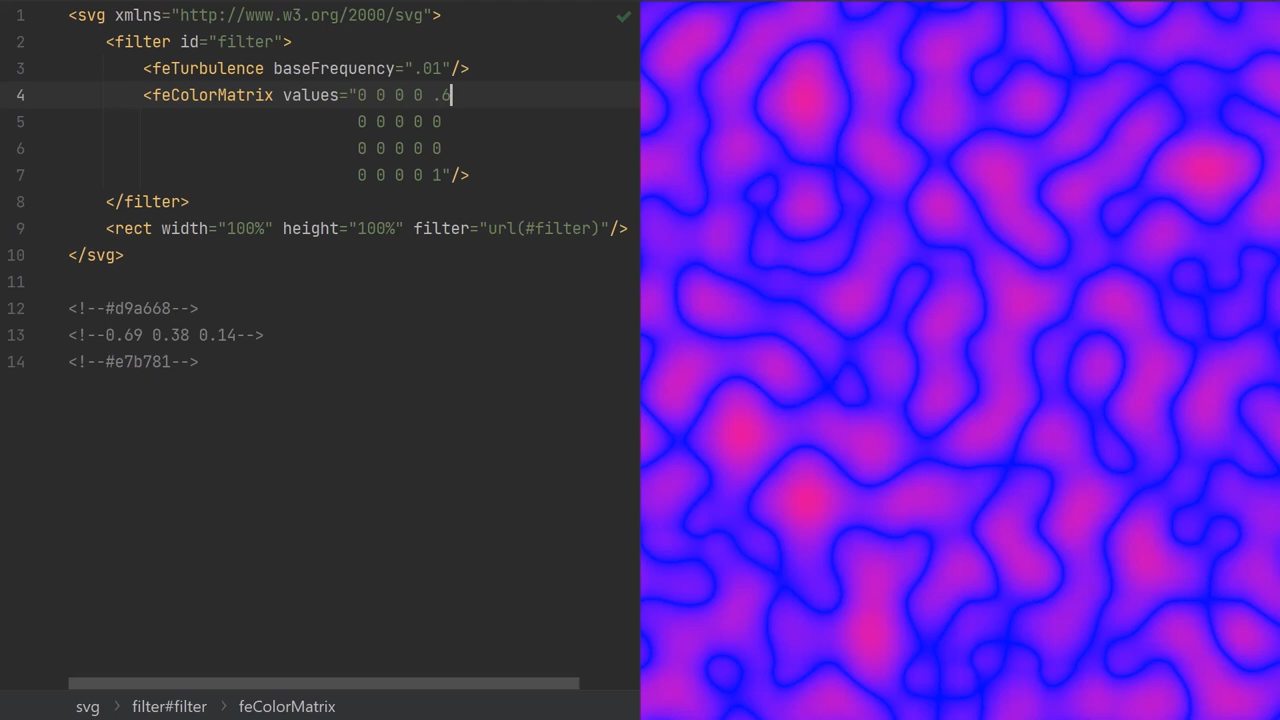 1 <svg xmlns="http://www.w3.org/2000/svg">
2 <filter id="filter">
3 <feTurbulence baseFrequency=".01"/>
4 <feColorMatrix values="0 0 0 0 .6
5 0 0 0 0 0
6 0 0 0 0 0
7 0 0 0 0 1"/>
8 </filter>
9 <rect width="100%" height="100%" filter="url(#filter)"/>
10 </svg>
11
12 <!--#d9a668-->
13 <!--0.69 0.38 0.14-->
14 <!--#e7b781-->
svg > filter#filter > feColorMatrix